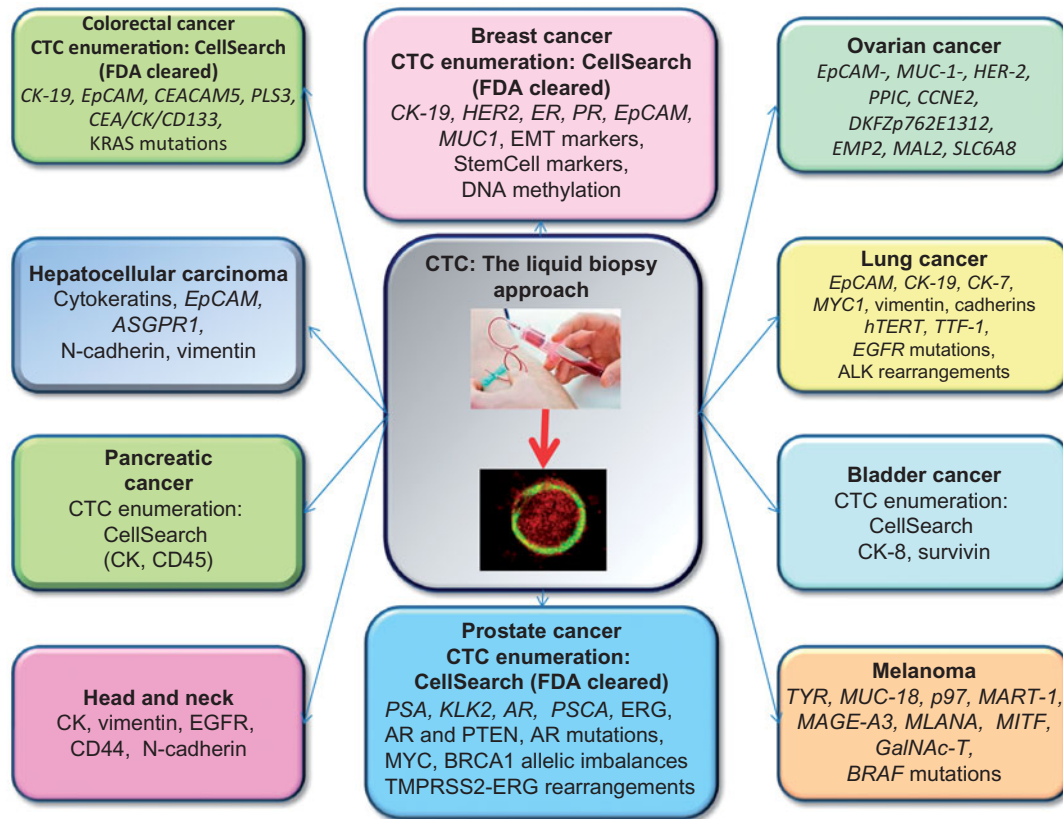 Colorectal cancer
CTC enumeration: CellSearch
(FDA cleared)
CK-19, EpCAM, CEACAM5, PLS3,
CEA/CK/CD133,
KRAS mutations
Breast cancer
CTC enumeration: CellSearch
(FDA cleared)
CK-19, HER2, ER, PR, EpCAM,
MUC1, EMT markers,
StemCell markers,
DNA methylation
Ovarian cancer
EpCAM-, MUC-1-, HER-2,
PPIC, CCNE2,
DKFZp762E1312,
EMP2, MAL2, SLC6A8
Hepatocellular carcinoma
Cytokeratins, EpCAM,
ASGPR1,
N-cadherin, vimentin
CTC: The liquid biopsy
approach
Lung cancer
EpCAM, CK-19, CK-7,
MYC1, vimentin, cadherins
hTERT, TTF-1,
EGFR mutations,
ALK rearrangements
Pancreatic
cancer
CTC enumeration:
CellSearch
(CK, CD45)
Bladder cancer
CTC enumeration:
CellSearch
CK-8, survivin
Head and neck
CK, vimentin, EGFR,
CD44, N-cadherin
Prostate cancer
CTC enumeration:
CellSearch (FDA cleared)
PSA, KLK2, AR, PSCA, ERG,
AR and PTEN, AR mutations,
MYC, BRCA1 allelic imbalances
TMPRSS2-ERG rearrangements
Melanoma
TYR, MUC-18, p97, MART-1,
MAGE-A3, MLANA, MITF,
GalNAc-T,
BRAF mutations